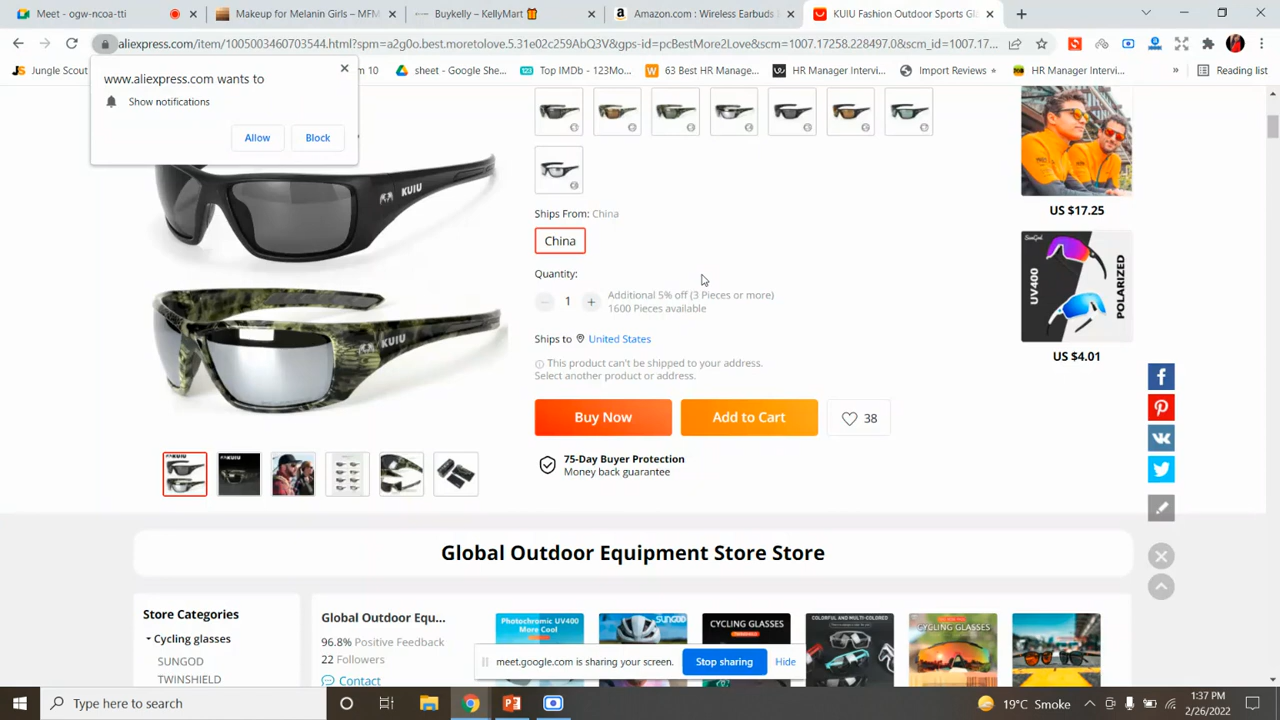 Meet - ogw-ncoa-tti
Makeup for Melanin Girls – MFM
Buykelly – KellyMart
Amazon.com : Wireless Earbuds
KUIU Fashion Outdoor Sports Gl
aliexpress.com/item/1005003460703544.html?spm=a2g0o.best.moretolove.5.31ef2c259AbQ3V&gps-id=pcBestMore2Love&scm=1007.17258.228497.0&scm_id=1007.17...
Jungle Scout
m 10
sheet - Google She...
Top IMDb - 123Mo...
63 Best HR Manage...
HR Manager Intervi...
Import Reviews
HR Manager Intervi...
»
Reading list
www.aliexpress.com wants to
Show notifications
Allow
Block
KUIU
KUIU
US $17.25
Ships From: China
China
Quantity:
1
Additional 5% off (3 Pieces or more)
1600 Pieces available
Ships to United States
This product can't be shipped to your address.
Select another product or address.
UV400
POLARIZED
US $4.01
Buy Now
Add to Cart
38
75-Day Buyer Protection
Money back guarantee
KUIU
Global Outdoor Equipment Store Store
Store Categories
Cycling glasses
SUNGOD
TWINSHIELD
Global Outdoor Equ...
96.8% Positive Feedback
22 Followers
Contact
Photochromic UV400
More Cool
SUNGOD
CYCLING GLASSES
COLORFUL AND MULTI-COLORED
CYCLING GLASSES
meet.google.com is sharing your screen.
Stop sharing
Hide
Type here to search
19°C Smoke
1:37 PM
2/26/2022